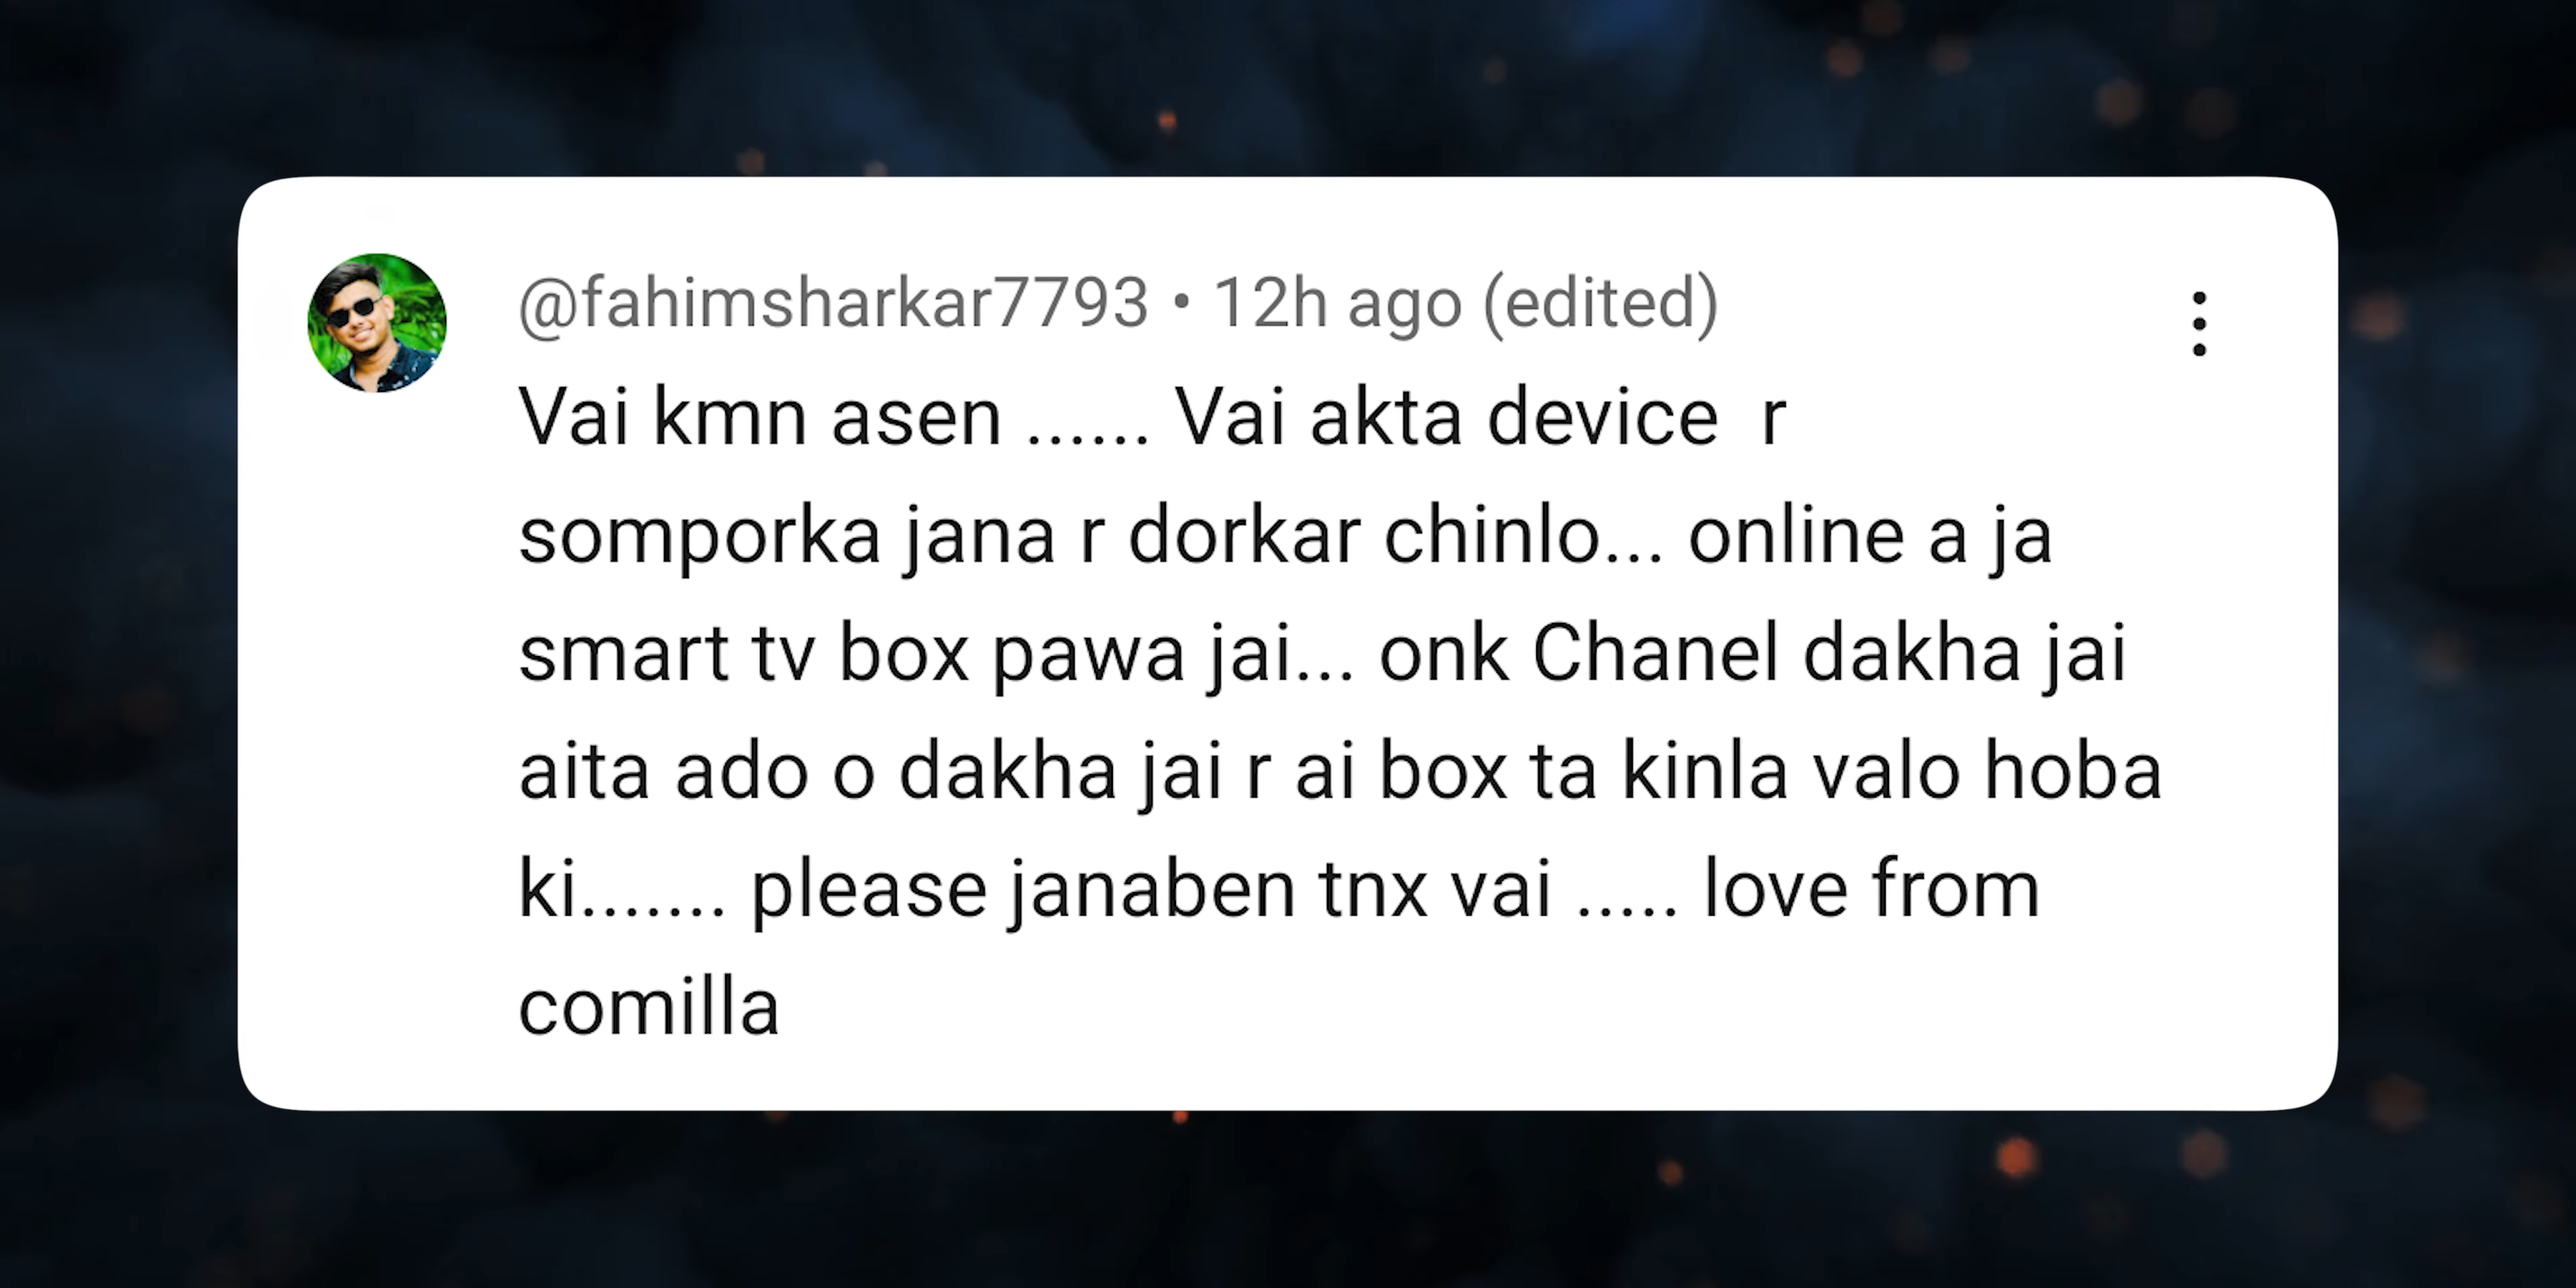 @fahimsharkar7793 • 12h ago (edited)
Vai kmn asen ...... Vai akta device  r
somporka jana r dorkar chinlo... online a ja
smart tv box pawa jai... onk Chanel dakha jai
aita ado o dakha jai r ai box ta kinla valo hoba
ki....... please janaben tnx vai ..... love from
comilla